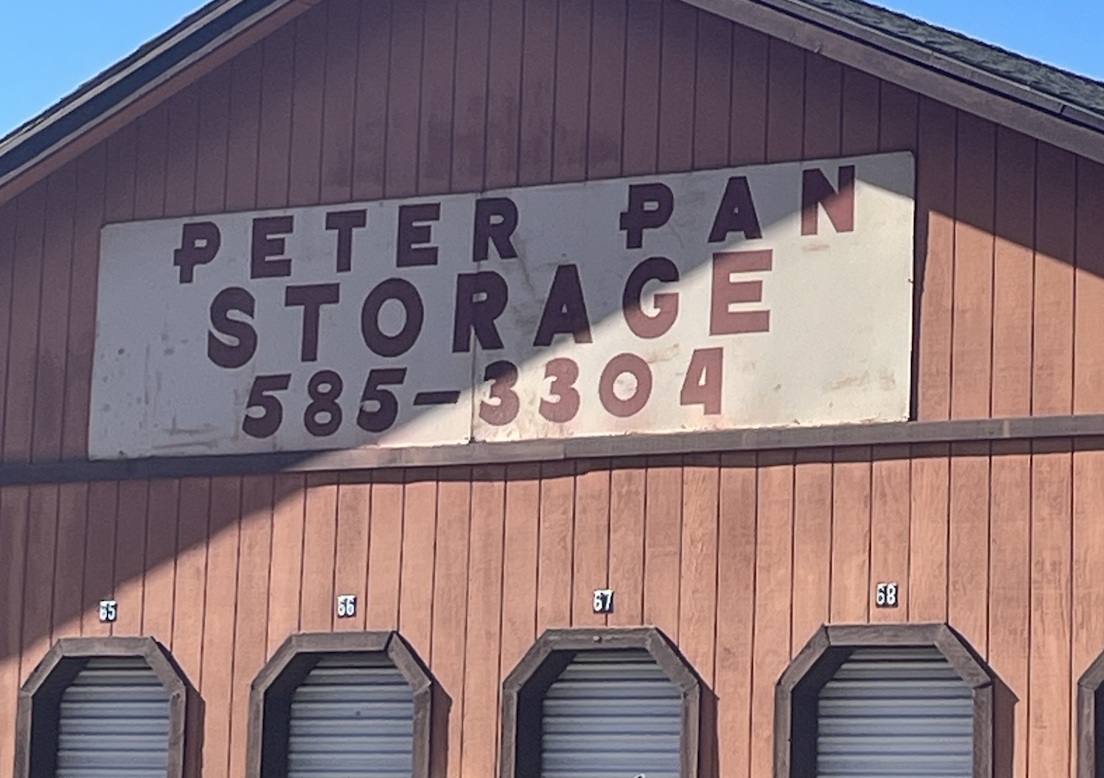 PETER PAN
STORAGE
585-3304
65 66 67 68